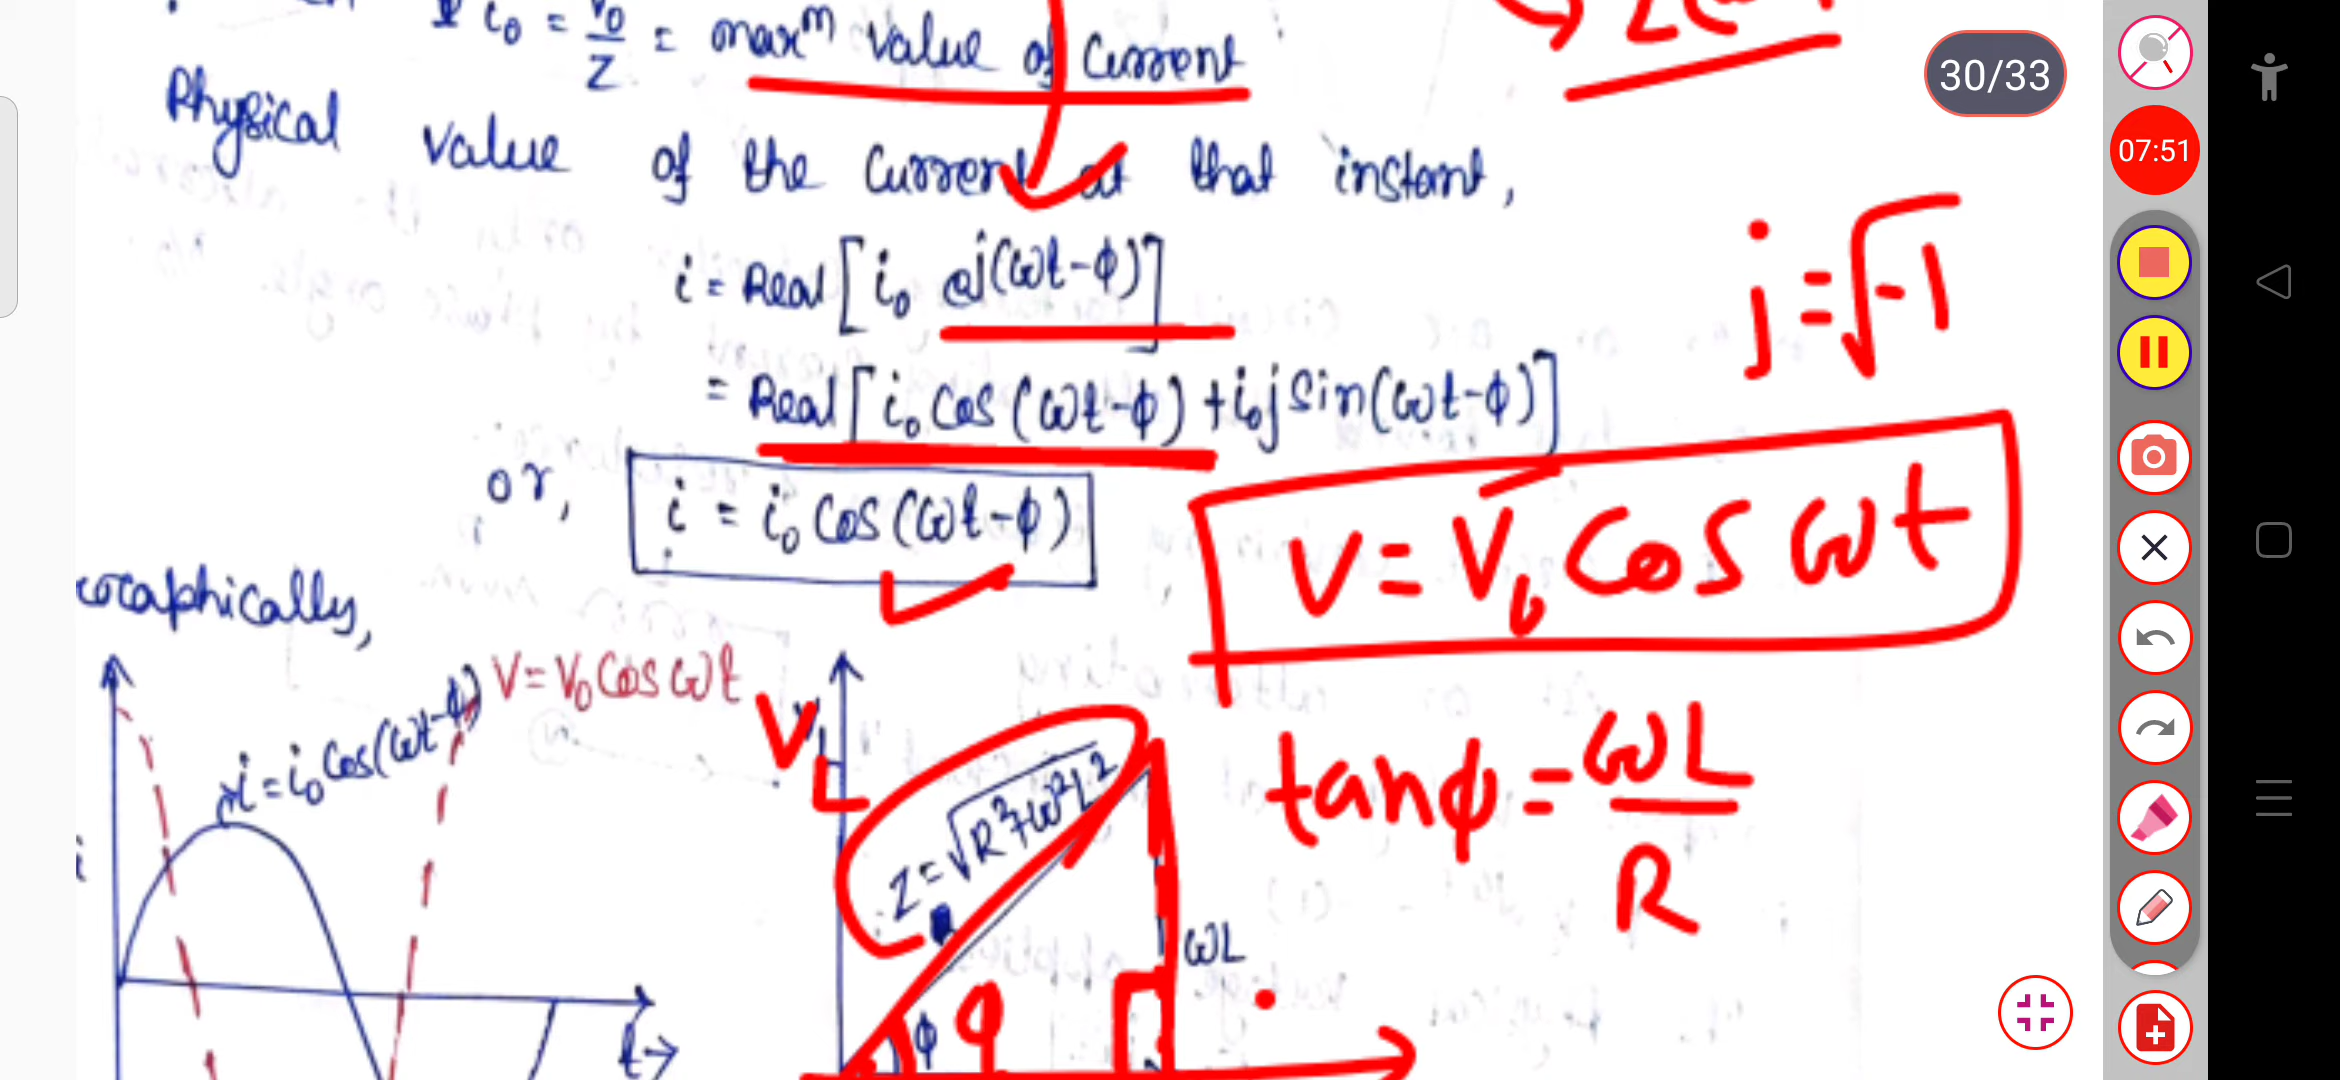 i₀ = V₀/Z = maxᵐ value of Current
30/33
Physical value of the Current at that instant,
07:51
i = Real [i₀ e^j(ωt-ϕ)]
j = √-1
= Real [i₀ Cos (ωt-ϕ) + i₀ j Sin(ωt-ϕ)]
or, i = i₀ Cos (ωt-ϕ)
V = V₀ Cos ωt
raphically,
V = V₀ Cos ωt
i = i₀ Cos(ωt-ϕ)
VL
Z = √R²+ω²L²
tanϕ = ωL/R
ωL
ϕ
t→